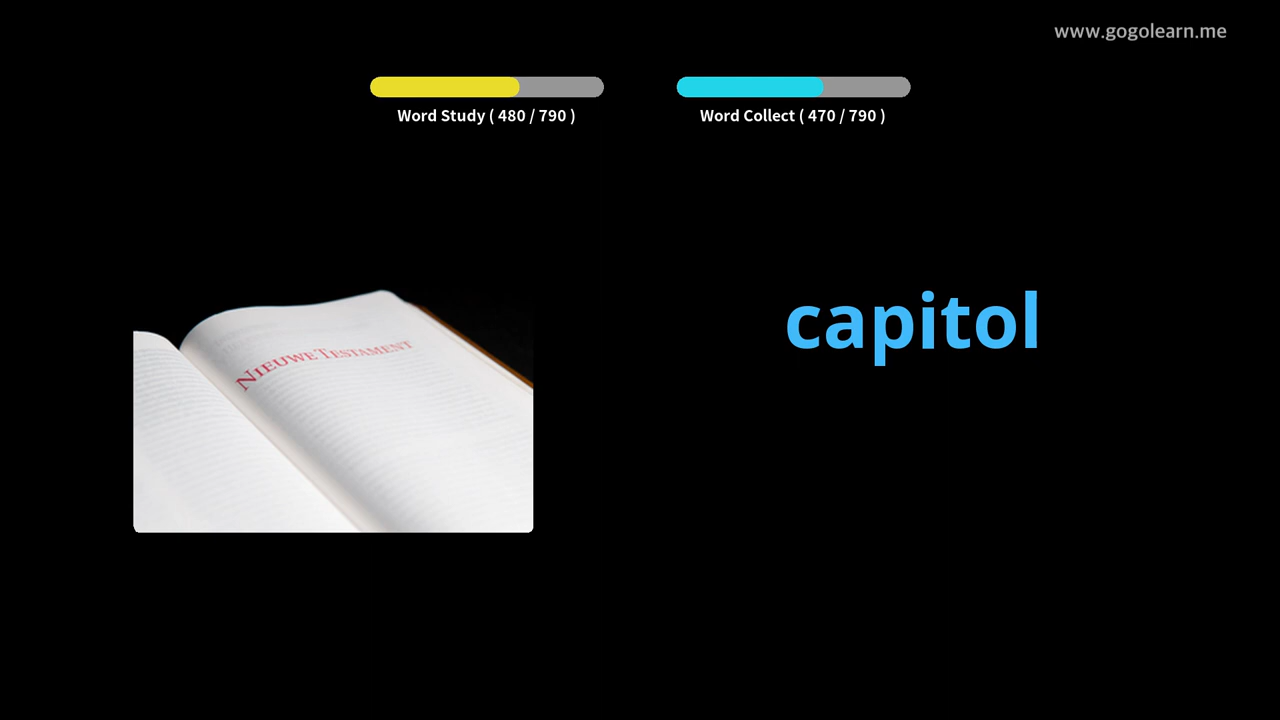 www.gogolearn.me
Word Study ( 480 / 790 )
Word Collect ( 470 / 790 )
NIEUWE TESTAMENT
capitol